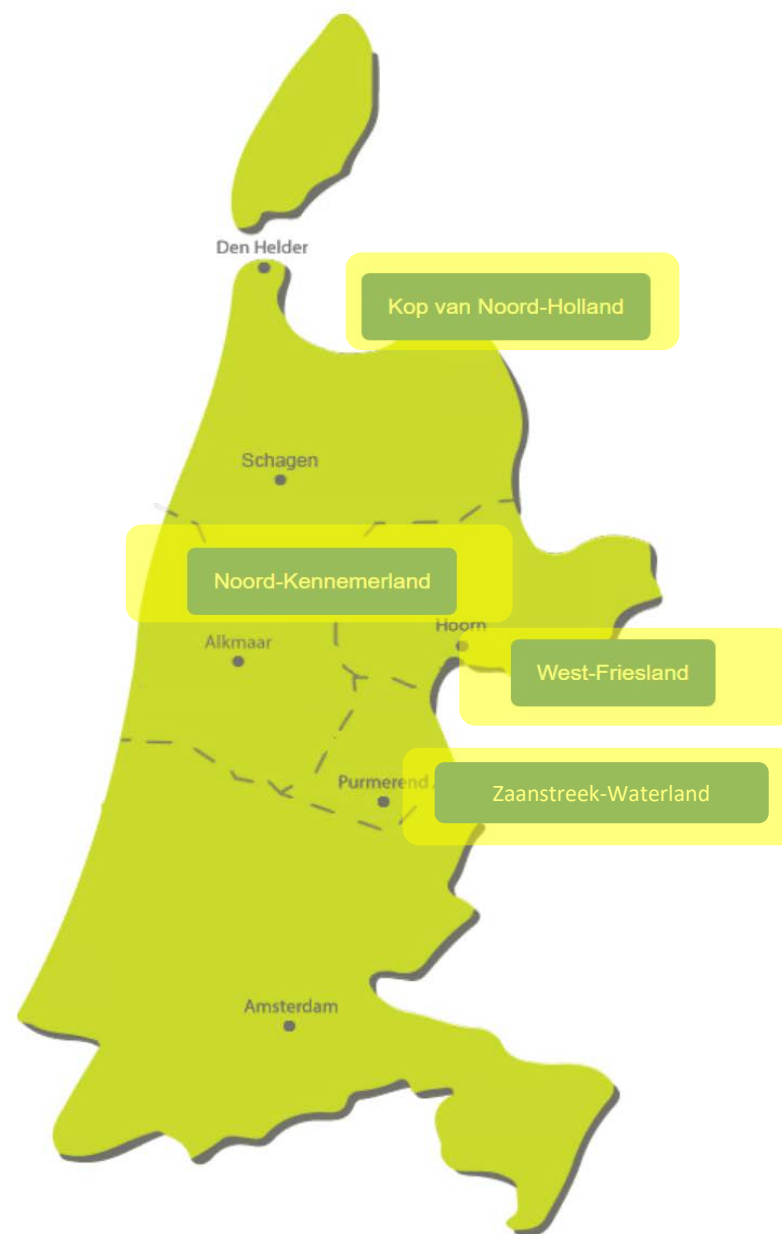 Den Helder
Kop van Noord-Holland
Schagen
Noord-Kennemerland
Hoorn
Alkmaar
West-Friesland
Purmerend
Zaanstreek-Waterland
Amsterdam